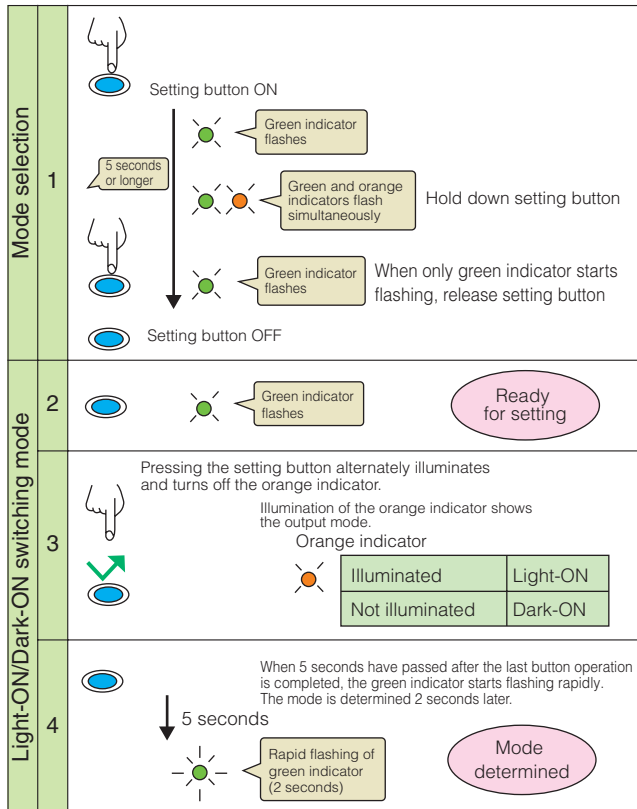 Mode selection
1
Setting button ON
Green indicator
flashes
5 seconds
or longer
Green and orange
indicators flash
simultaneously
Hold down setting button
Green indicator
flashes
When only green indicator starts
flashing, release setting button
Setting button OFF
Light-ON/Dark-ON switching mode
2
Green indicator
flashes
Ready
for setting
3
Pressing the setting button alternately illuminates
and turns off the orange indicator.
Illumination of the orange indicator shows
the output mode.
Orange indicator
Illuminated Light-ON
Not illuminated Dark-ON
4
When 5 seconds have passed after the last button operation
is completed, the green indicator starts flashing rapidly.
The mode is determined 2 seconds later.
5 seconds
Rapid flashing of
green indicator
(2 seconds)
Mode
determined